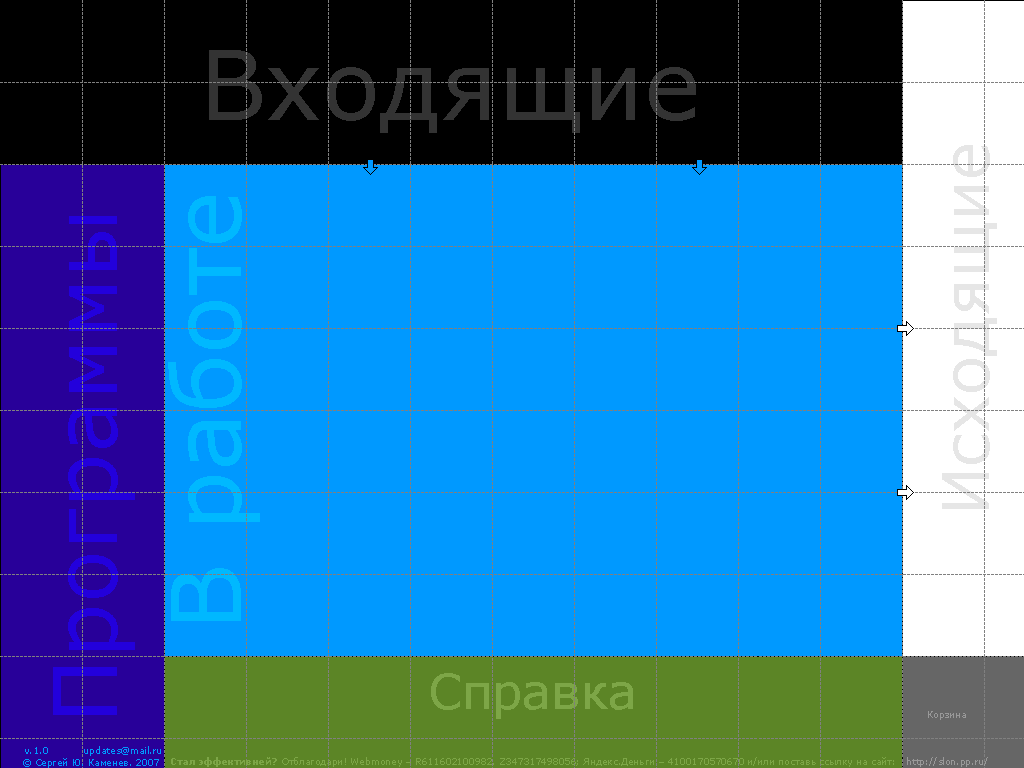 Входящие
Программы
В работе
Исходящие
Справка
Корзина
v.1.0 updates@mail.ru
© Сергей Ю. Каменев, 2007
Стал эффективней? Отблагодари! Webmoney – R611602100982, Z347317498056; Яндекс.Деньги – 4100170570670 и/или поставь ссылку на сайт: http://slon.pp.ru/